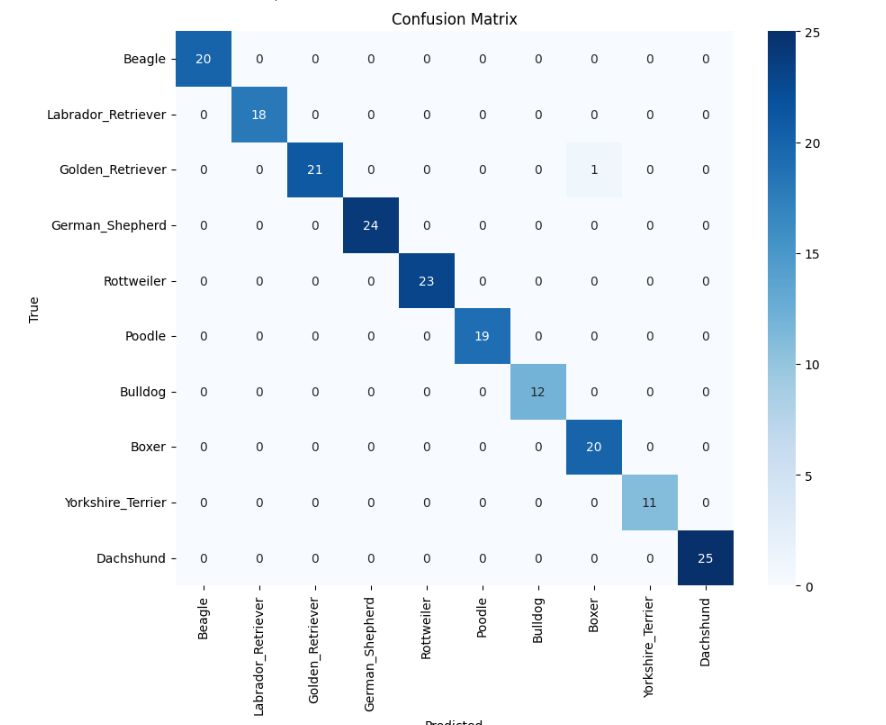 Confusion Matrix
Beagle 20 0 0 0 0 0 0 0 0 0
Labrador_Retriever 0 18 0 0 0 0 0 0 0 0
Golden_Retriever 0 0 21 0 0 0 0 1 0 0
German_Shepherd 0 0 0 24 0 0 0 0 0 0
Rottweiler 0 0 0 0 23 0 0 0 0 0
Poodle 0 0 0 0 0 19 0 0 0 0
Bulldog 0 0 0 0 0 0 12 0 0 0
Boxer 0 0 0 0 0 0 0 20 0 0
Yorkshire_Terrier 0 0 0 0 0 0 0 0 11 0
Dachshund 0 0 0 0 0 0 0 0 0 25
True
Beagle
Labrador_Retriever
Golden_Retriever
German_Shepherd
Rottweiler
Poodle
Bulldog
Boxer
Yorkshire_Terrier
Dachshund
Predicted
25
20
15
10
5
0